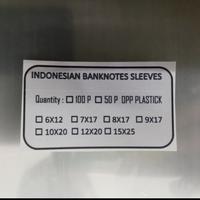 INDONESIAN BANKNOTES SLEEVES
Quantity : ☐ 100 P ☐ 50 P OPP PLASTICK
☐ 6X12 ☐ 7X17 ☐ 8X17 ☐ 9X17
☐ 10X20 ☐ 12X20 ☐ 15X25